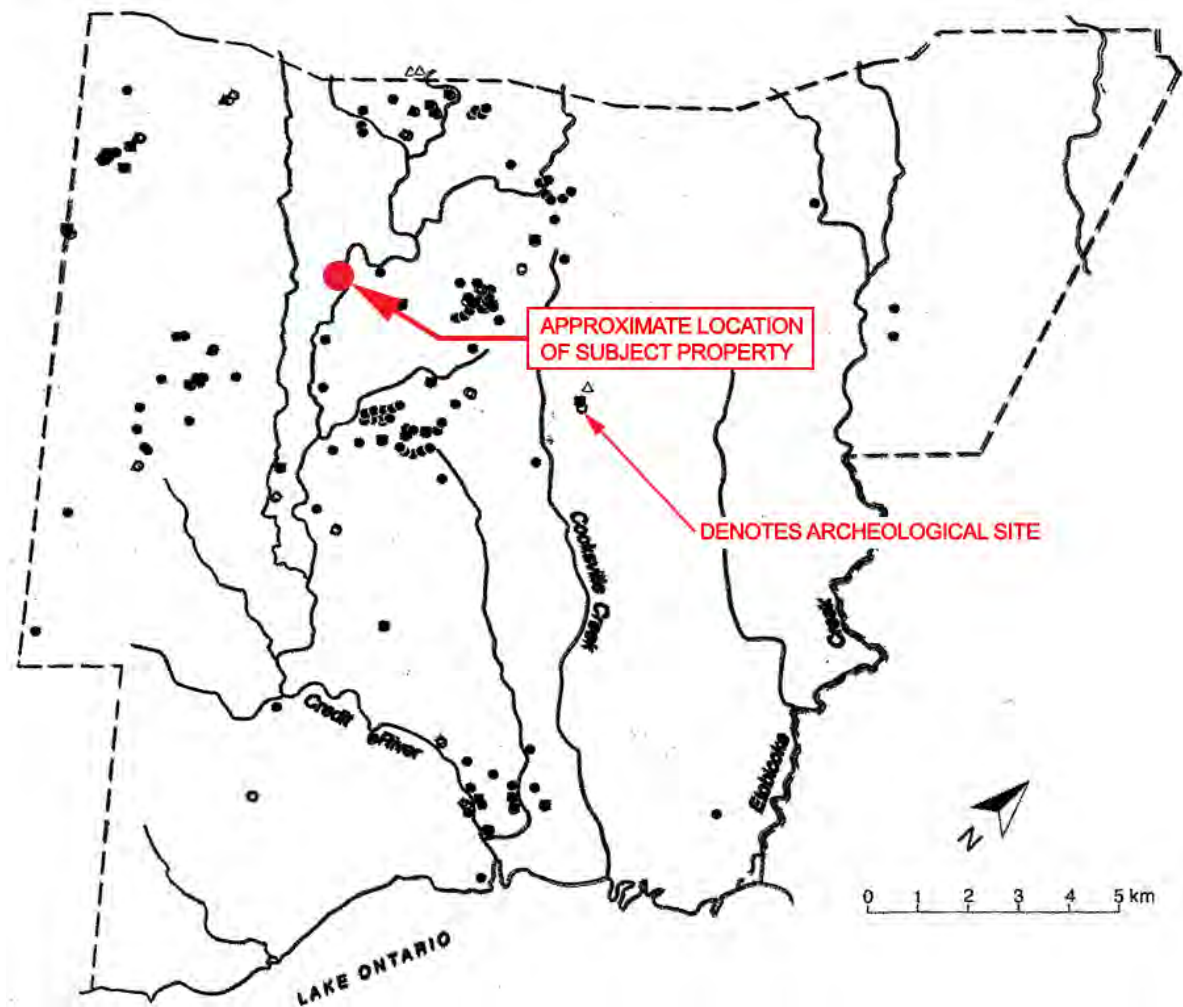 APPROXIMATE LOCATION
OF SUBJECT PROPERTY
DENOTES ARCHEOLOGICAL SITE
Cooksville Creek
Creek
Credit
River
Etobicoke
N
0 1 2 3 4 5 km
LAKE ONTARIO